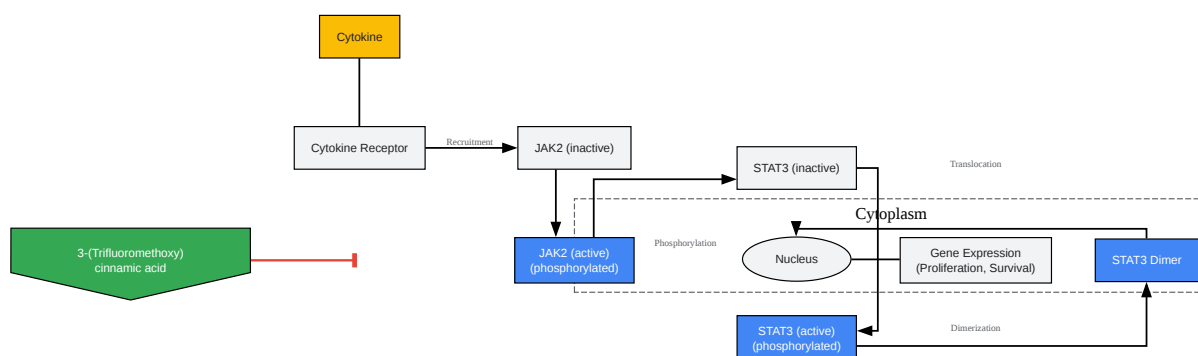 Cytokine
Cytokine Receptor
Recruitment
JAK2 (inactive)
STAT3 (inactive)
Translocation
Cytoplasm
3-(Trifluoromethoxy)
cinnamic acid
JAK2 (active)
(phosphorylated)
Phosphorylation
Nucleus
Gene Expression
(Proliferation, Survival)
STAT3 Dimer
STAT3 (active)
(phosphorylated)
Dimerization